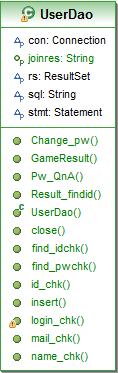 UserDao
con: Connection
joinres: String
rs: ResultSet
sql: String
stmt: Statement
Change_pw()
GameResult()
Pw_QnA()
Result_findid()
UserDao()
close()
find_idchk()
find_pwchk()
id_chk()
insert()
login_chk()
mail_chk()
name_chk()